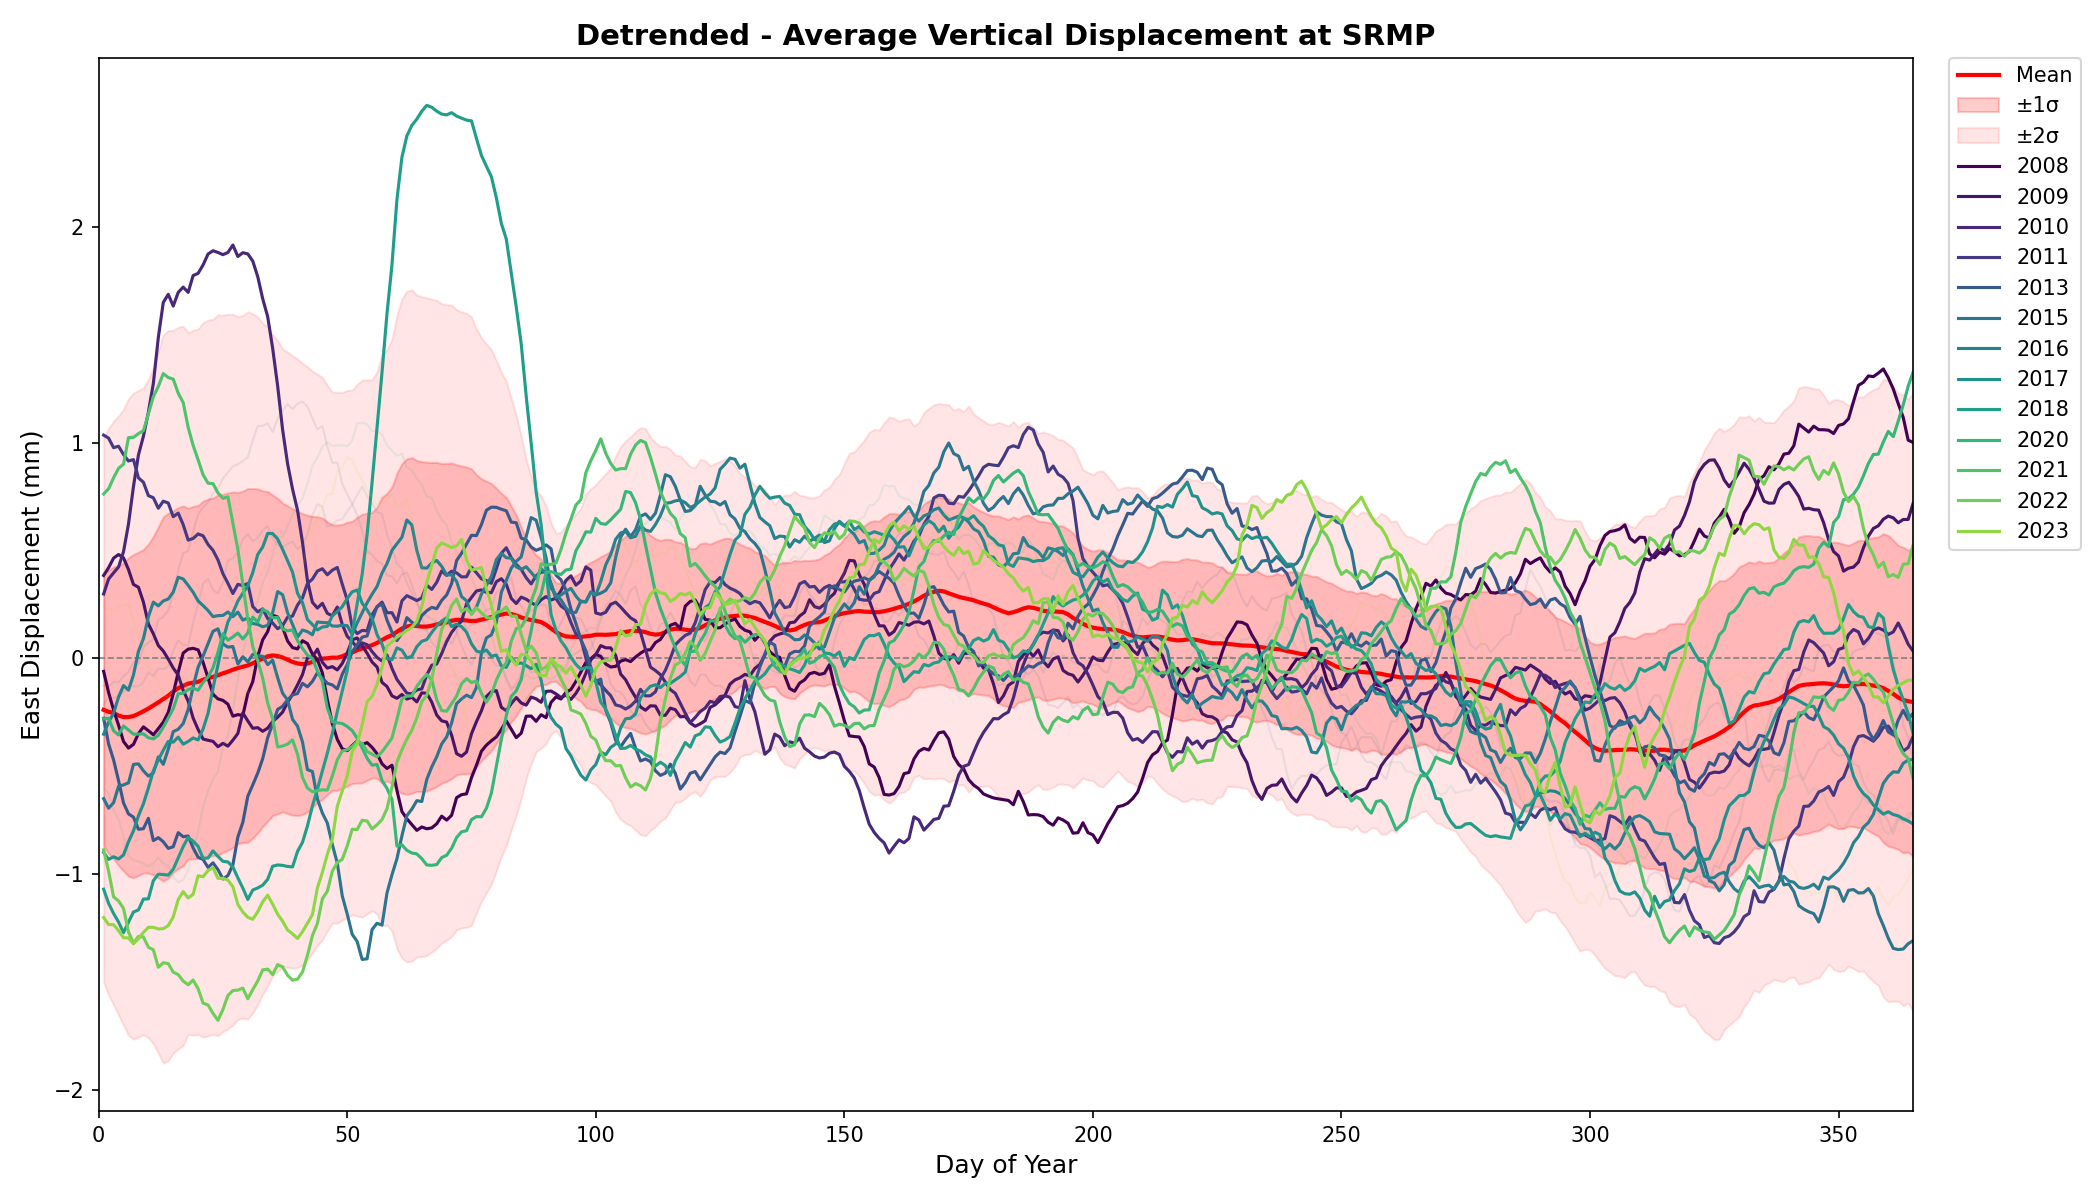 Detrended - Average Vertical Displacement at SRMP
East Displacement (mm)
2
1
0
−1
−2
0 50 100 150 200 250 300 350
Day of Year
Mean
±1σ
±2σ
2008
2009
2010
2011
2013
2015
2016
2017
2018
2020
2021
2022
2023